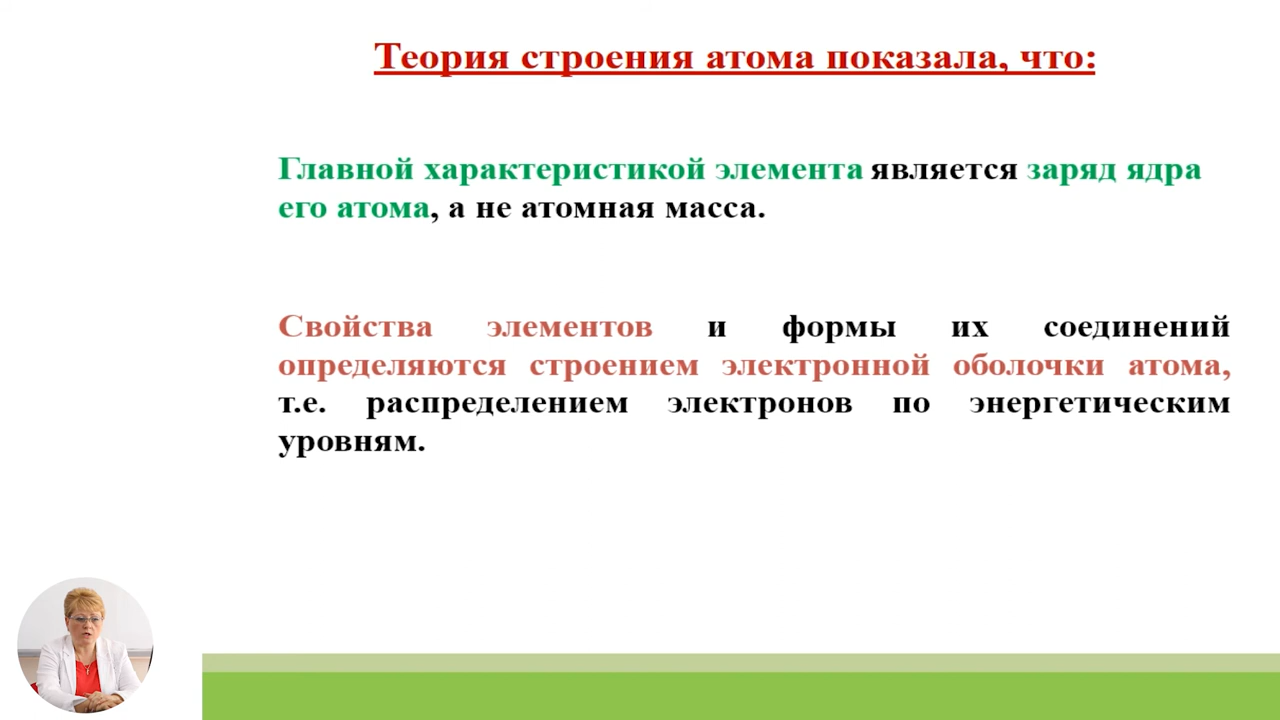 Теория строения атома показала, что:
Главной характеристикой элемента является заряд ядра
его атома, а не атомная масса.
Свойства элементов и формы их соединений
определяются строением электронной оболочки атома,
т.е. распределением электронов по энергетическим
уровням.